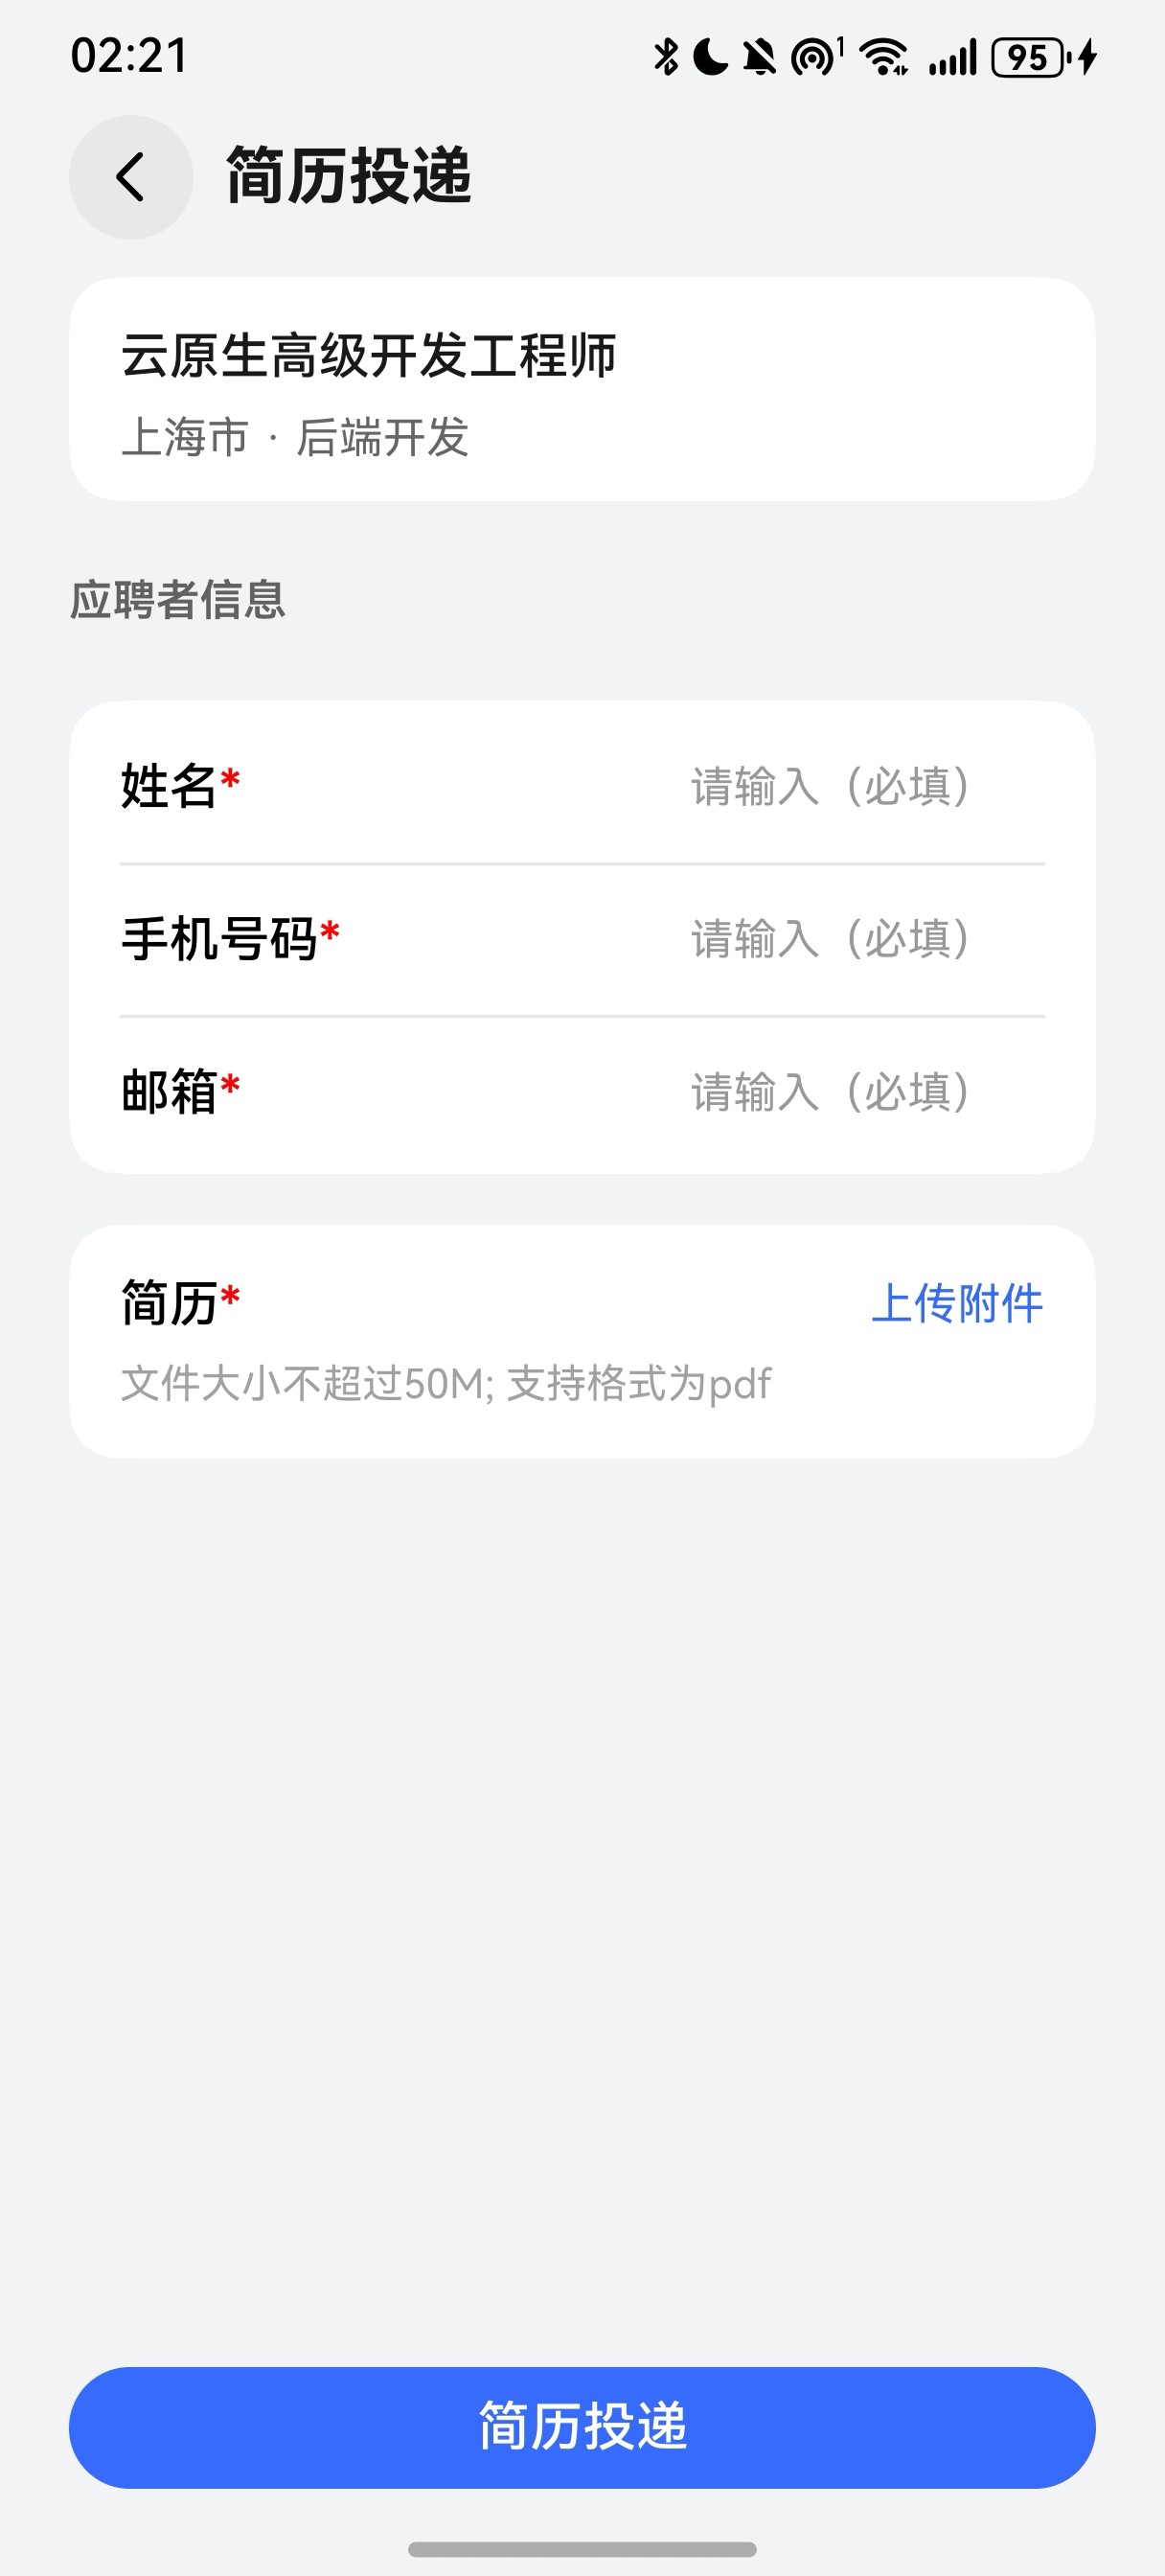 02:21
1
95
简历投递
云原生高级开发工程师
上海市 · 后端开发
应聘者信息
姓名* 请输入（必填）
手机号码* 请输入（必填）
邮箱* 请输入（必填）
简历* 上传附件
文件大小不超过50M; 支持格式为pdf
简历投递